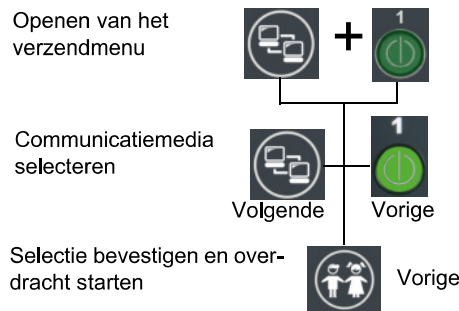 Openen van het
verzendmenu
+
1
Communicatiemedia
selecteren
1
Volgende
Vorige
Selectie bevestigen en over-
dracht starten
Vorige